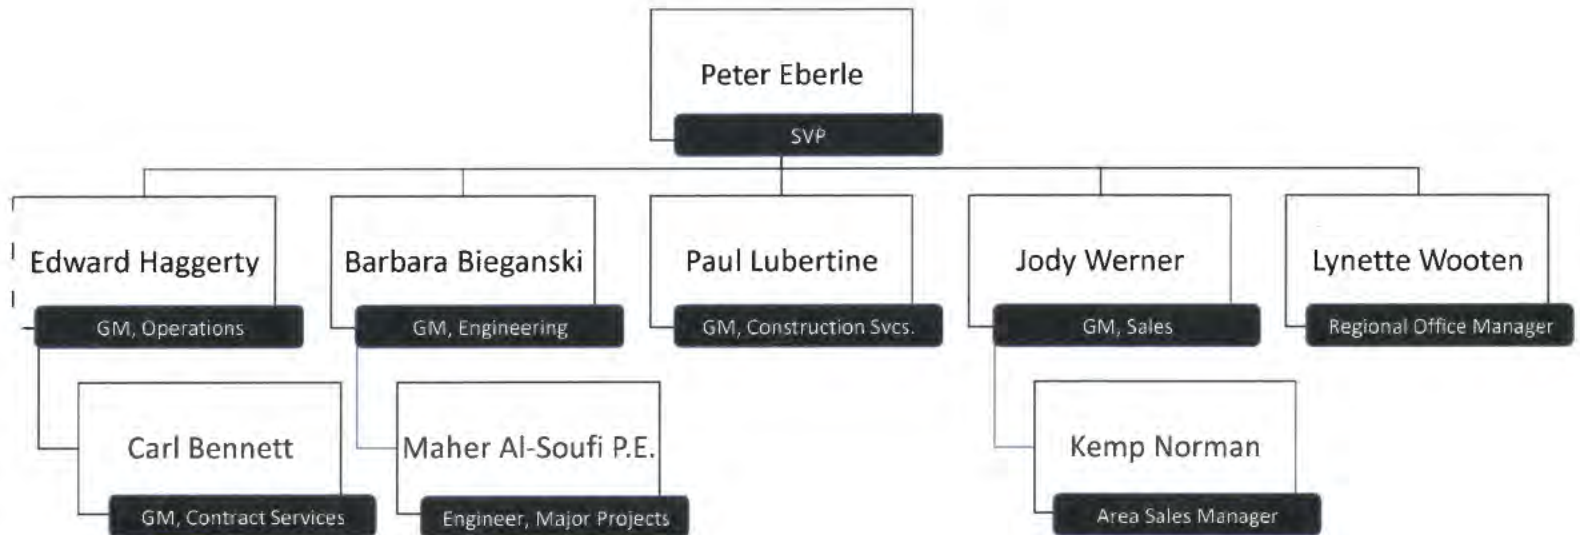 Peter Eberle
SVP
Edward Haggerty
GM, Operations
Barbara Bieganski
GM, Engineering
Paul Lubertine
GM, Construction Svcs.
Jody Werner
GM, Sales
Lynette Wooten
Regional Office Manager
Carl Bennett
GM, Contract Services
Maher Al-Soufi P.E.
Engineer, Major Projects
Kemp Norman
Area Sales Manager